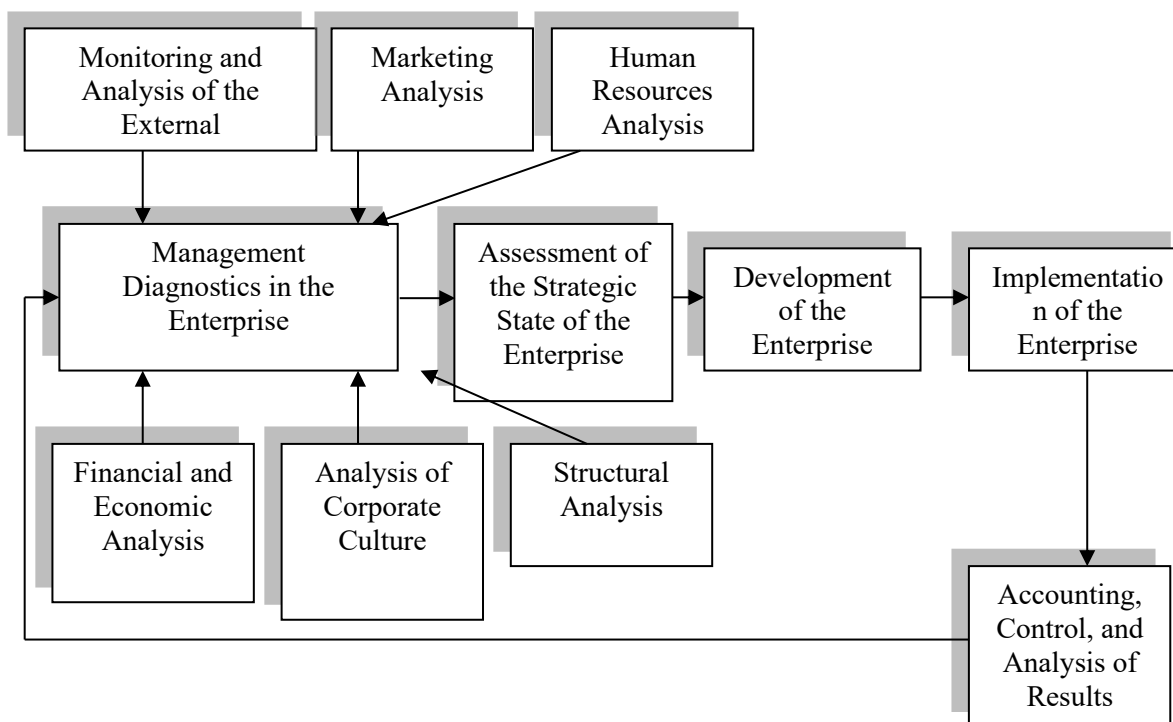 Monitoring and
Analysis of the
External
Marketing
Analysis
Human
Resources
Analysis
Management
Diagnostics in the
Enterprise
Assessment of
the Strategic
State of the
Enterprise
Development
of the
Enterprise
Implementatio
n of the
Enterprise
Financial and
Economic
Analysis
Analysis of
Corporate
Culture
Structural
Analysis
Accounting,
Control, and
Analysis of
Results